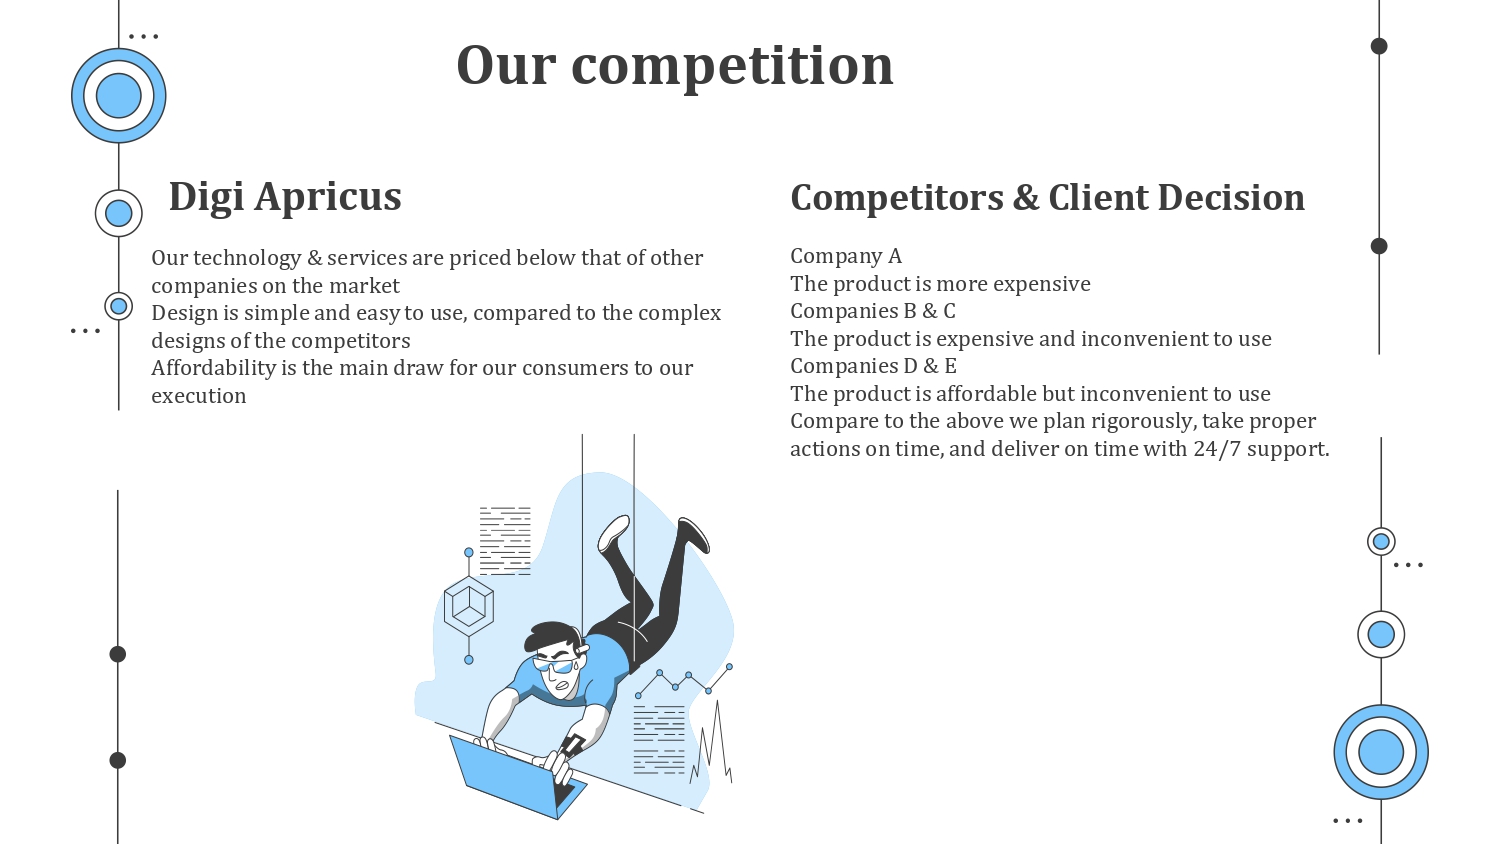 Our competition
Digi Apricus
Our technology & services are priced below that of other
companies on the market
Design is simple and easy to use, compared to the complex
designs of the competitors
Affordability is the main draw for our consumers to our
execution
Competitors & Client Decision
Company A
The product is more expensive
Companies B & C
The product is expensive and inconvenient to use
Companies D & E
The product is affordable but inconvenient to use
Compare to the above we plan rigorously, take proper
actions on time, and deliver on time with 24/7 support.